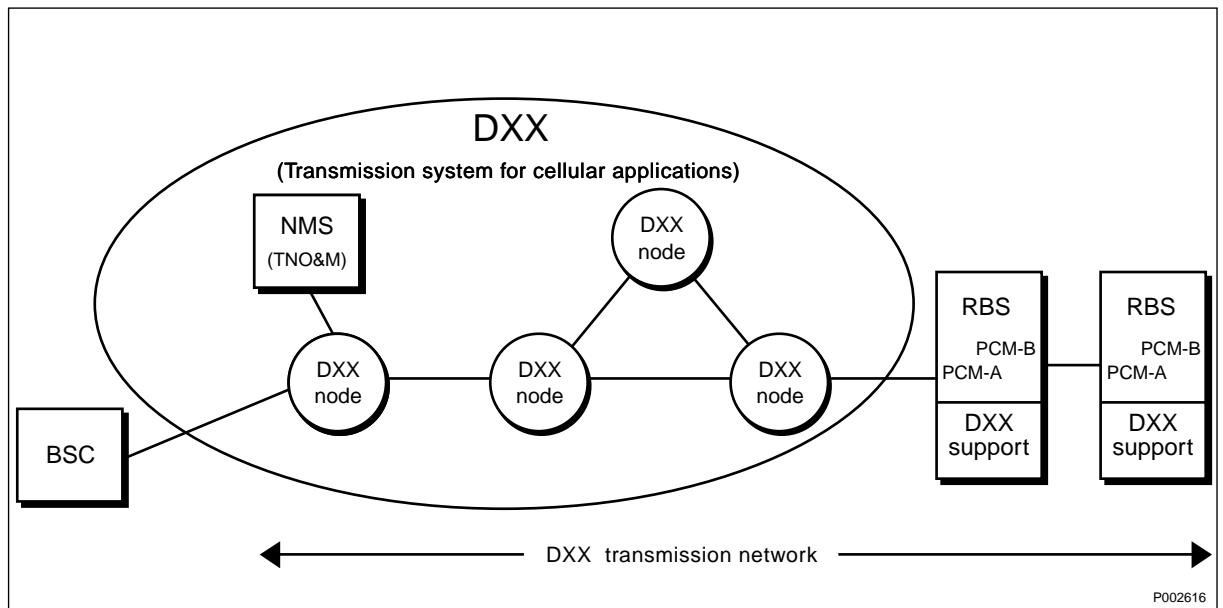 DXX
(Transmission system for cellular applications)
NMS
(TNO&M)
DXX
node
DXX
node
DXX
node
DXX
node
BSC
RBS
PCM-B
PCM-A
DXX
support
RBS
PCM-B
PCM-A
DXX
support
DXX transmission network
P002616